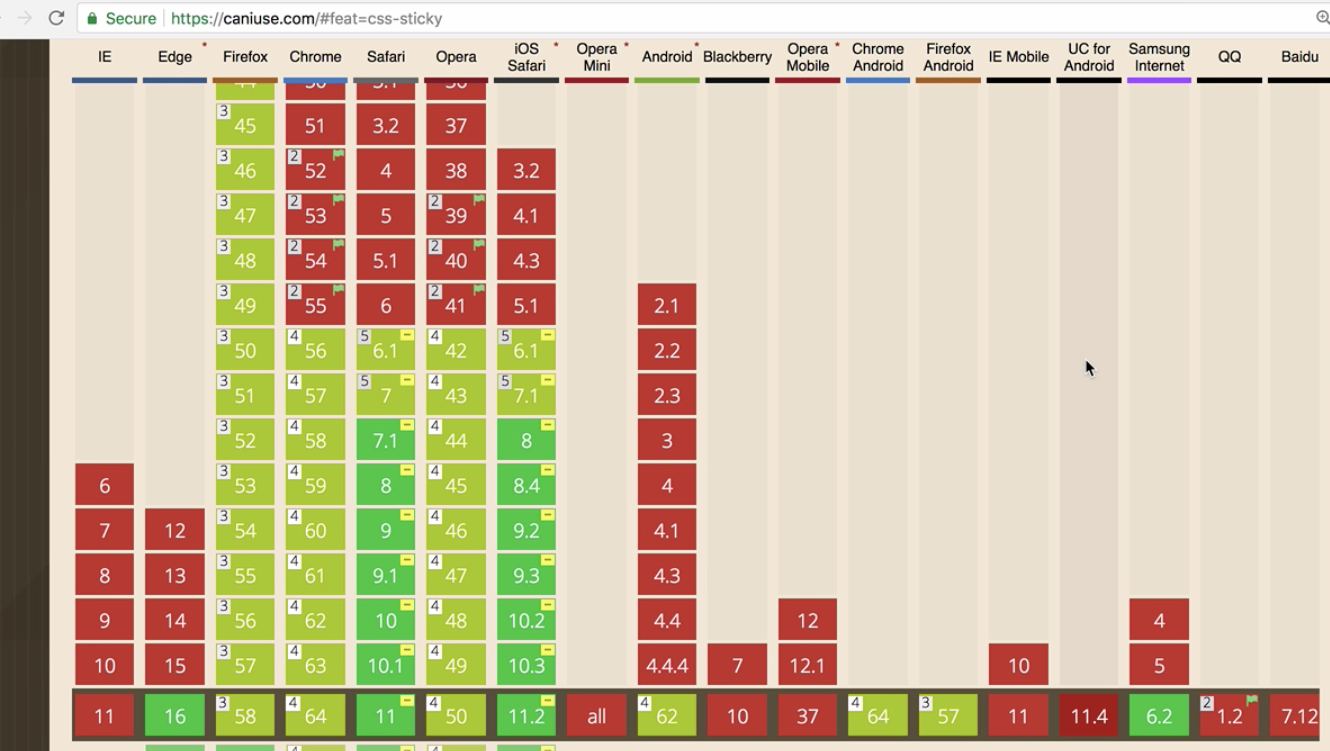 Secure https://caniuse.com/#feat=css-sticky
IE Edge * Firefox Chrome Safari Opera iOS Safari * Opera Mini * Android * Blackberry Opera Mobile * Chrome Android Firefox Android IE Mobile UC for Android Samsung Internet QQ Baidu
3 45 51 3.2 37
3 46 2 52 4 38 3.2
3 47 2 53 5 2 39 4.1
3 48 2 54 5.1 2 40 4.3
3 49 2 55 6 2 41 5.1 2.1
3 50 4 56 5 6.1 4 42 5 6.1 2.2
3 51 4 57 5 7 4 43 5 7.1 2.3
3 52 4 58 7.1 4 44 8 3
6 3 53 4 59 8 4 45 8.4 4
7 12 3 54 4 60 9 4 46 9.2 4.1
8 13 3 55 4 61 9.1 4 47 9.3 4.3
9 14 3 56 4 62 10 4 48 10.2 4.4 12 4
10 15 3 57 4 63 10.1 4 49 10.3 4.4.4 7 12.1 10 5
11 16 3 58 4 64 11 4 50 11.2 all 4 62 10 37 4 64 3 57 11 11.4 6.2 2 1.2 7.12